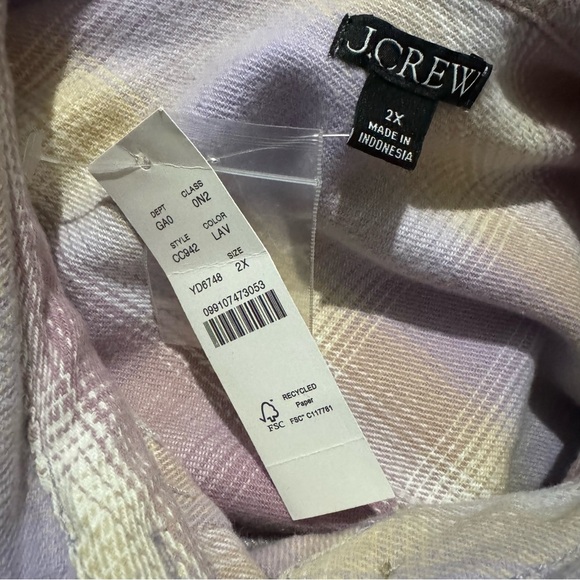 J.CREW
2X
MADE IN
INDONESIA
DEPT CLASS
GA0 0N2
STYLE COLOR
CC942 LAV
SIZE
YD6748 2X
099107473053
RECYCLED
Paper
FSC FSC™ C117761